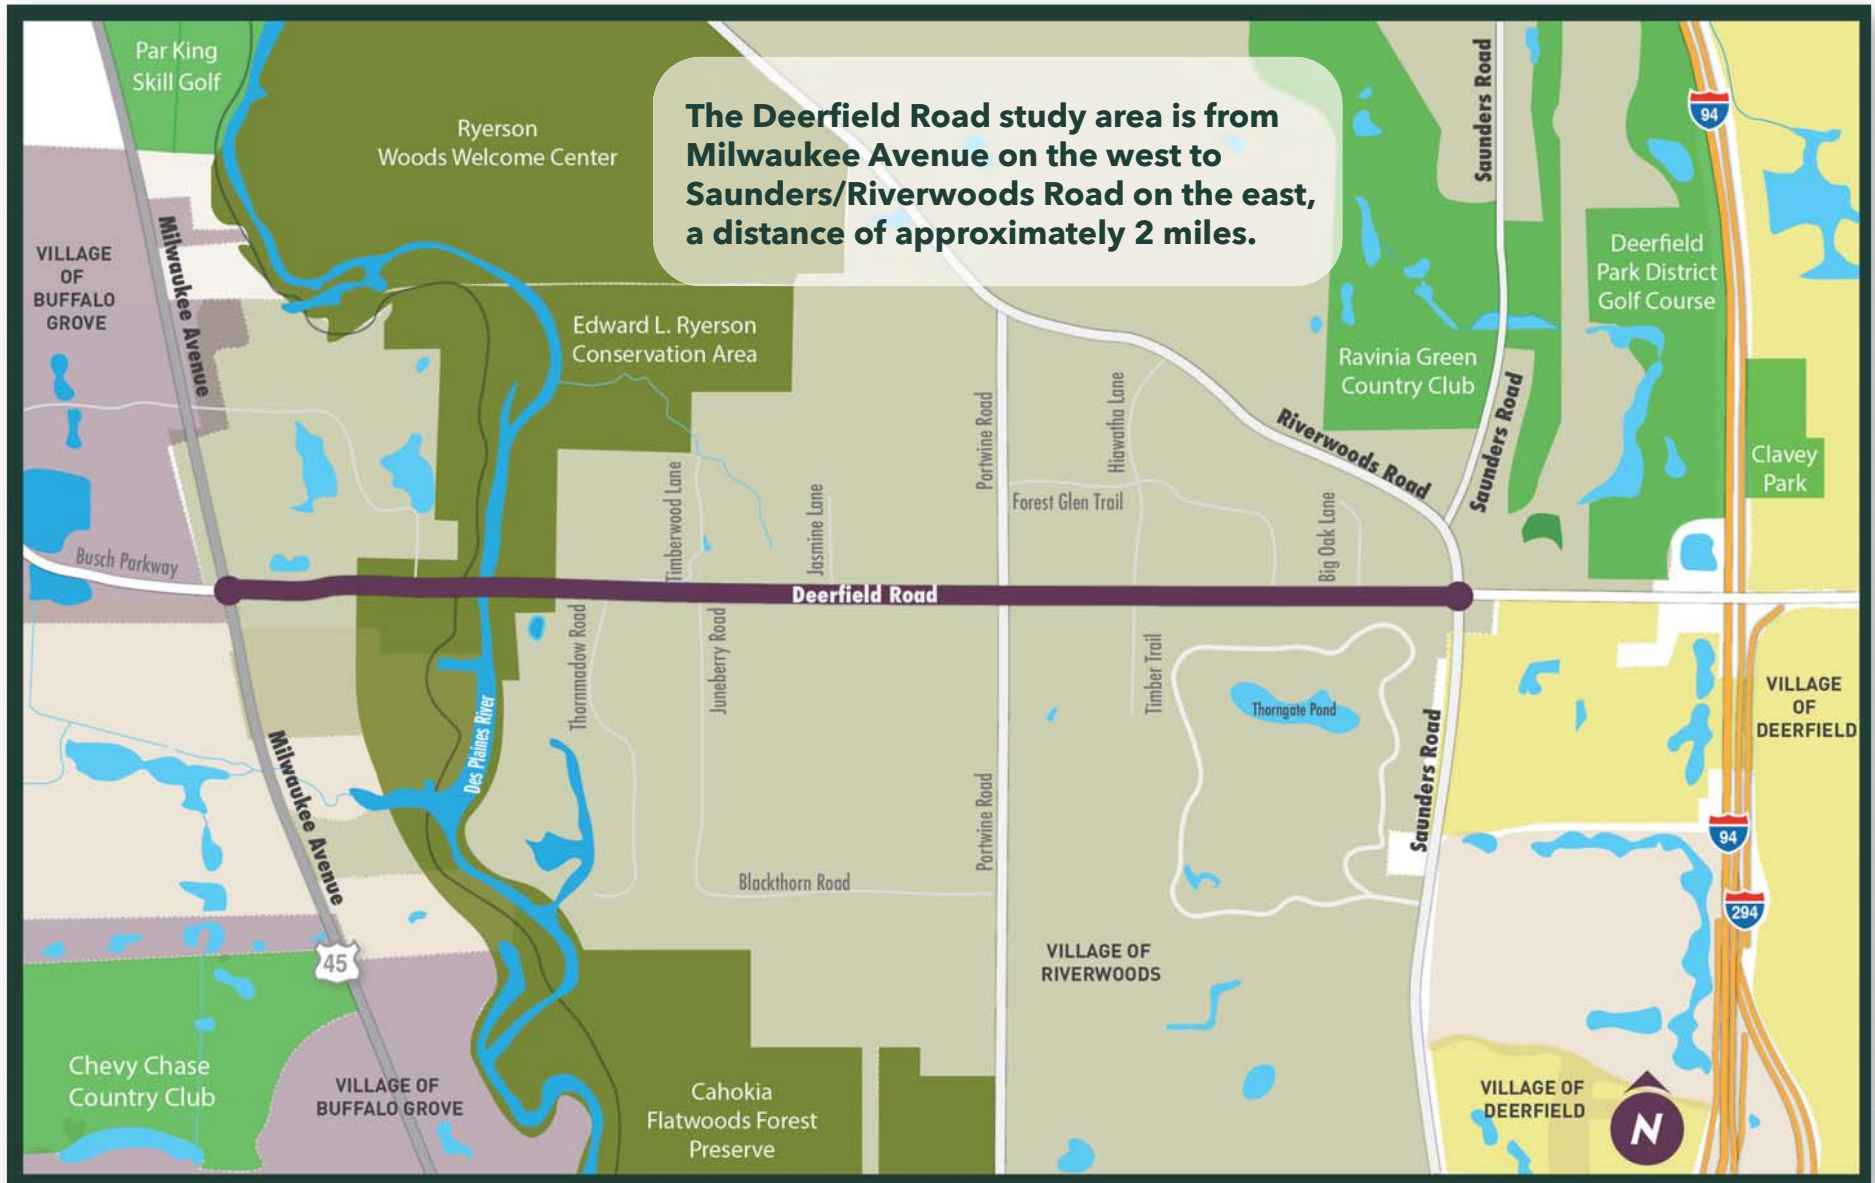 Par King
Skill Golf
Ryerson
Woods Welcome Center
The Deerfield Road study area is from
Milwaukee Avenue on the west to
Saunders/Riverwoods Road on the east,
a distance of approximately 2 miles.
Saunders Road
94
VILLAGE
OF
BUFFALO
GROVE
Milwaukee Avenue
Deerfield
Park District
Golf Course
Edward L. Ryerson
Conservation Area
Ravinia Green
Country Club
Portwine Road
Hiawatha Lane
Riverwoods Road
Saunders Road
Clavey
Park
Timberwood Lane
Jasmine Lane
Forest Glen Trail
Big Oak Lane
Busch Parkway
Deerfield Road
Thornmadow Road
Juneberry Road
Timber Trail
Des Plaines River
Thorngate Pond
VILLAGE
OF
DEERFIELD
Milwaukee Avenue
Portwine Road
Saunders Road
94
Blackthorn Road
294
45
VILLAGE OF
RIVERWOODS
Chevy Chase
Country Club
VILLAGE OF
BUFFALO GROVE
Cahokia
Flatwoods Forest
Preserve
VILLAGE OF
DEERFIELD
N